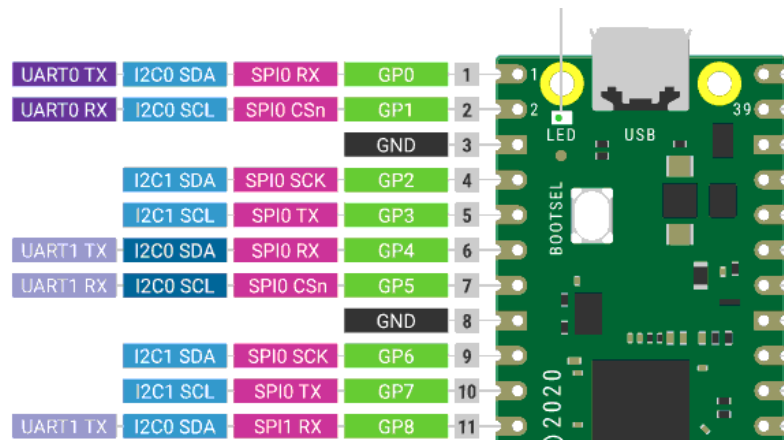 UART0 TX I2C0 SDA SPI0 RX GP0 1 1
UART0 RX I2C0 SCL SPI0 CSn GP1 2 2 39
LED USB
GND 3
I2C1 SDA SPI0 SCK GP2 4
I2C1 SCL SPI0 TX GP3 5
BOOTSEL
UART1 TX I2C0 SDA SPI0 RX GP4 6
UART1 RX I2C0 SCL SPI0 CSn GP5 7
GND 8
I2C1 SDA SPI0 SCK GP6 9
I2C1 SCL SPI0 TX GP7 10
2020
UART1 TX I2C0 SDA SPI1 RX GP8 11